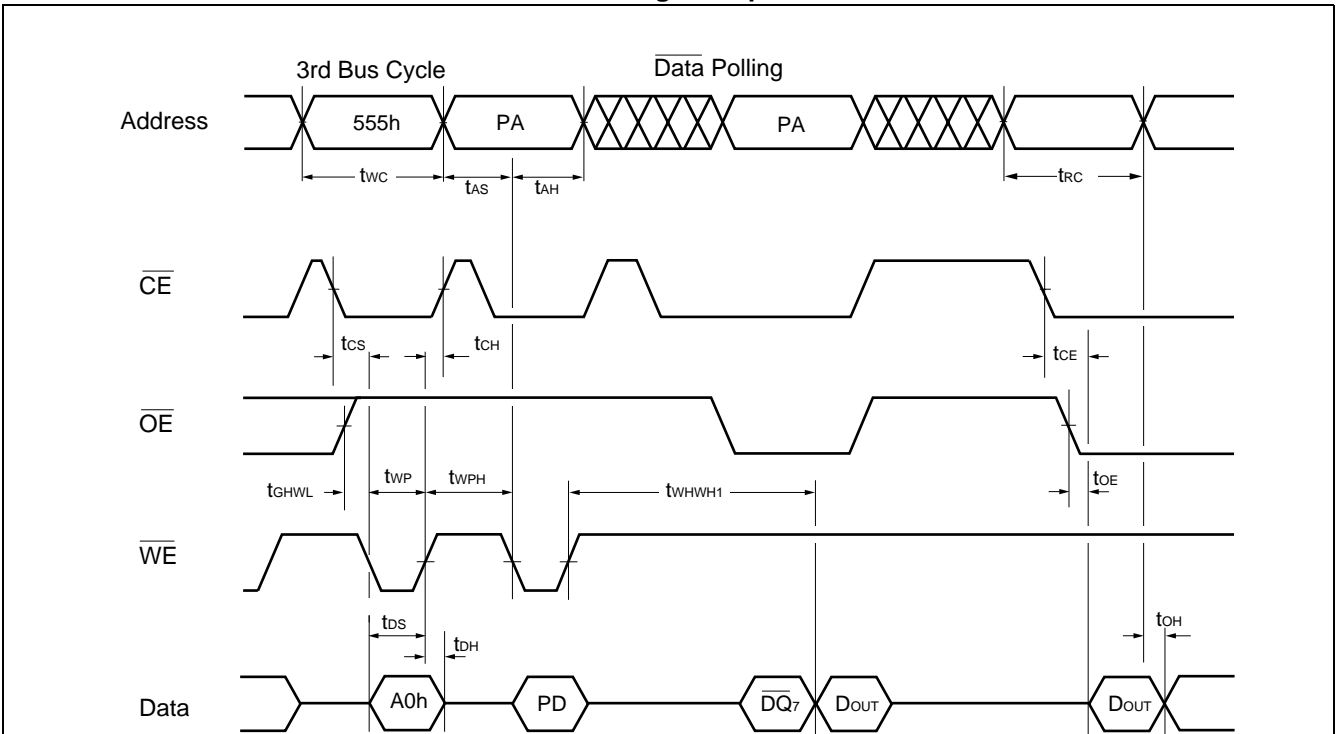 3rd Bus Cycle
Data Polling
Address
555h
PA
PA
tWC
tAS
tAH
tRC
CE
tCS
tCH
tCE
OE
tGHWL
tWP
tWPH
tWHWH1
tOE
WE
tDS
tDH
tOH
Data
A0h
PD
DQ7
DOUT
DOUT